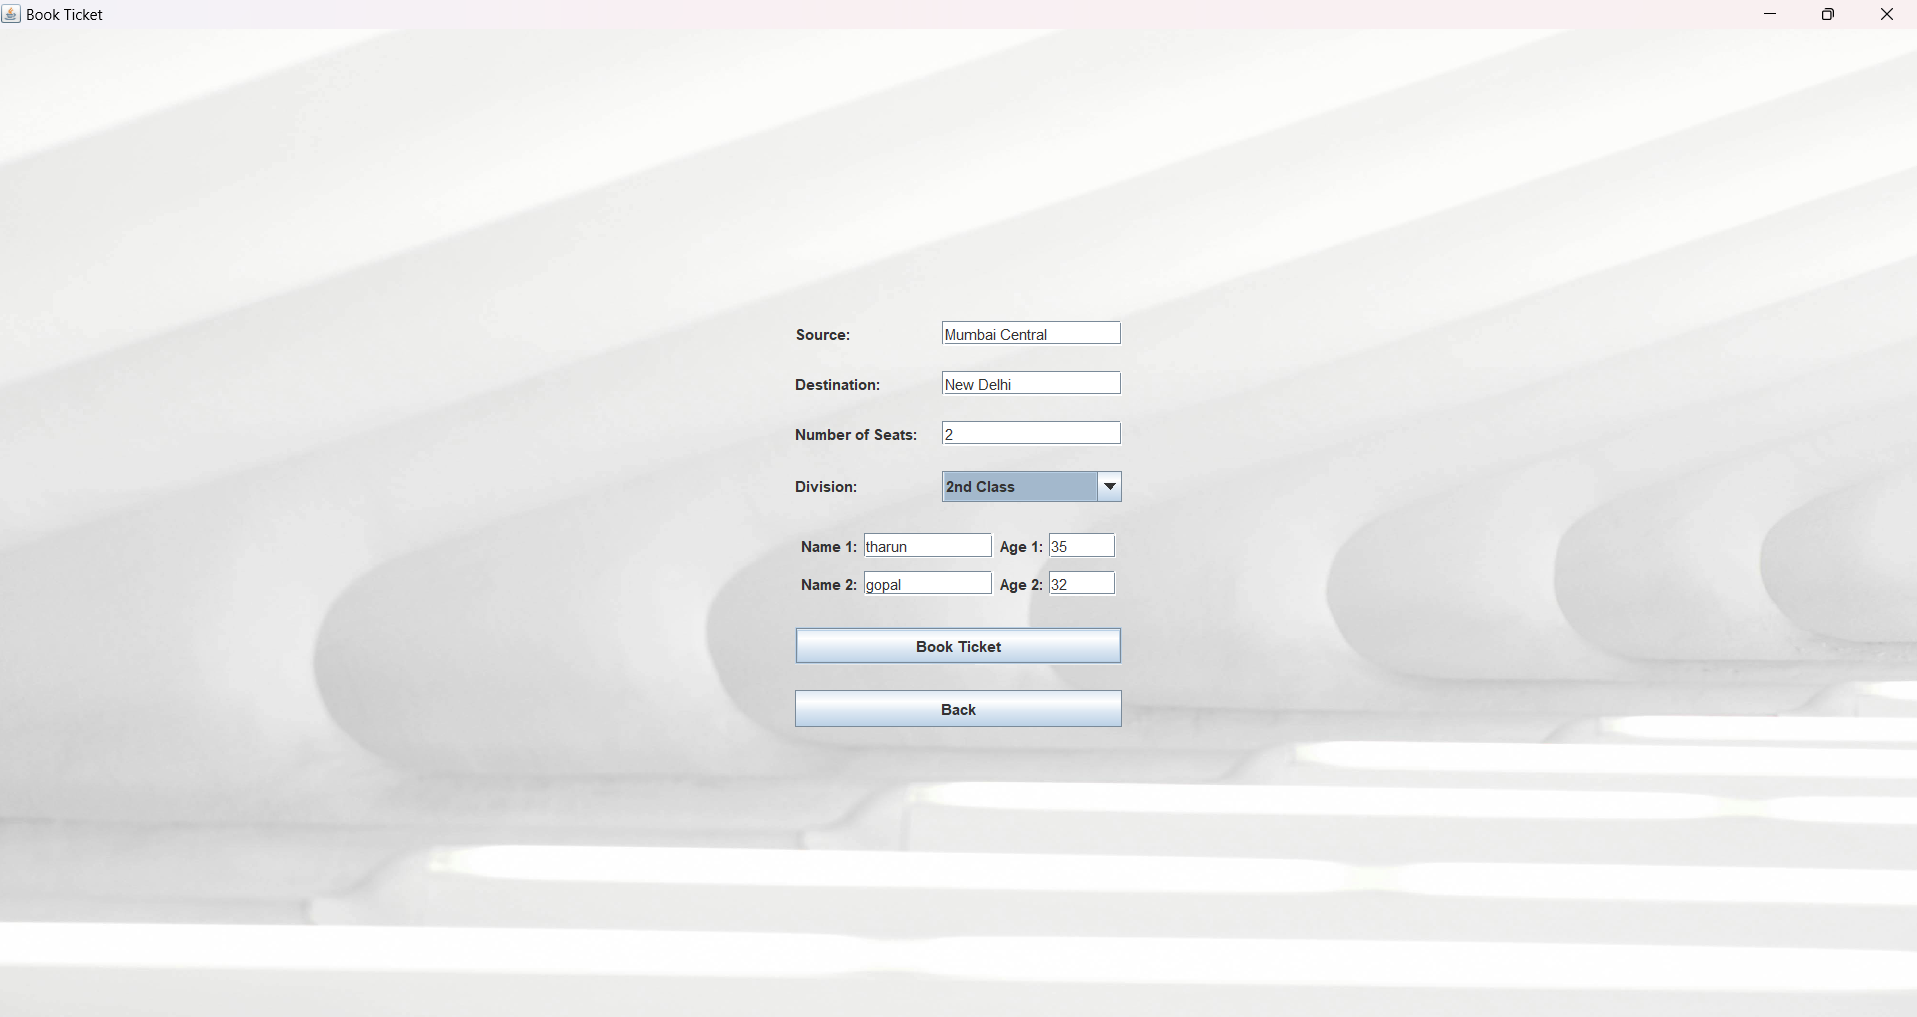 Book Ticket
Source: Mumbai Central
Destination: New Delhi
Number of Seats: 2
Division: 2nd Class
Name 1: tharun Age 1: 35
Name 2: gopal Age 2: 32
Book Ticket
Back